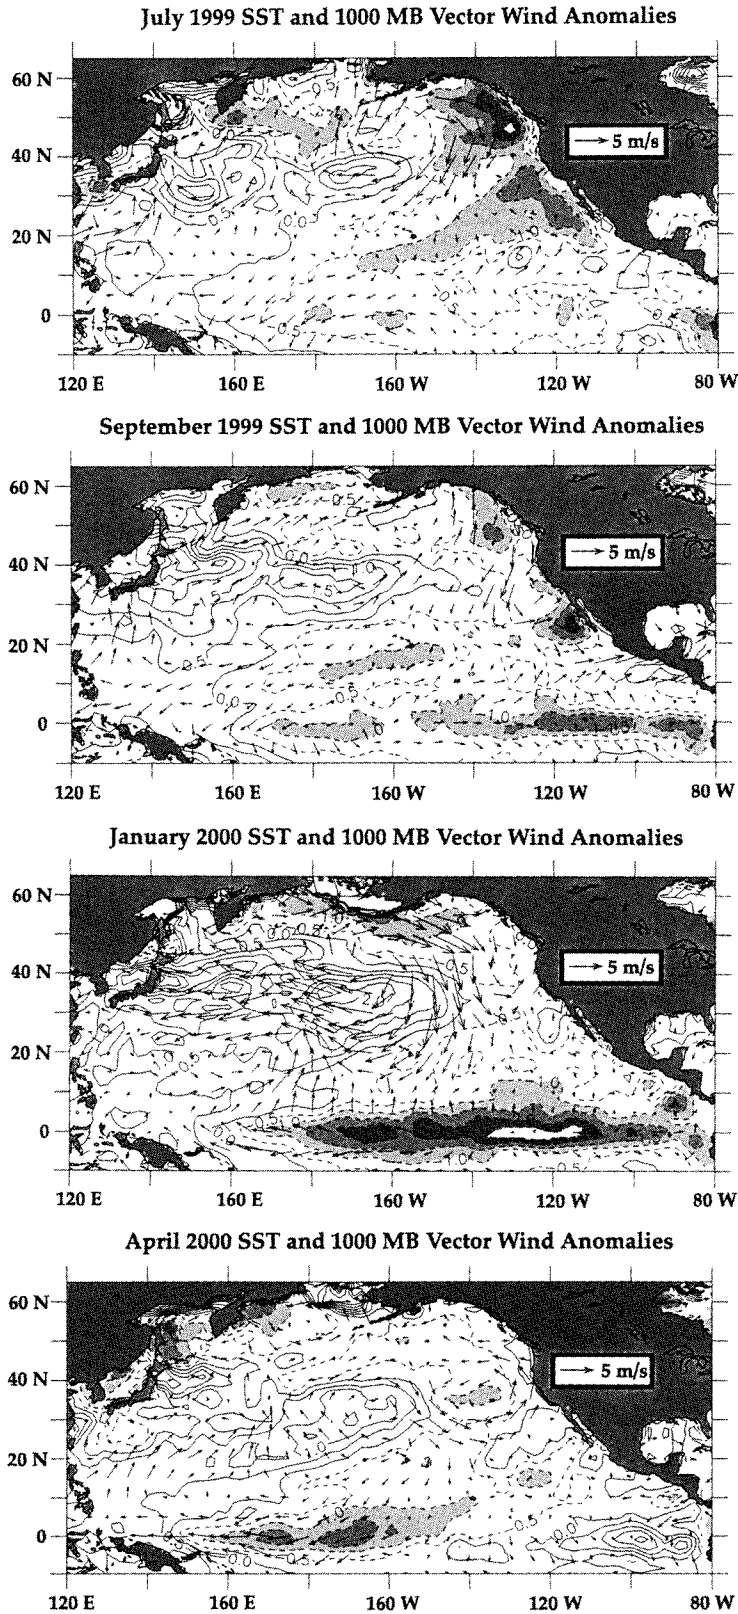 July 1999 SST and 1000 MB Vector Wind Anomalies
60 N
40 N
20 N
0
5 m/s
120 E 160 E 160 W 120 W 80 W
September 1999 SST and 1000 MB Vector Wind Anomalies
60 N
40 N
20 N
0
5 m/s
120 E 160 E 160 W 120 W 80 W
January 2000 SST and 1000 MB Vector Wind Anomalies
60 N
40 N
20 N
0
5 m/s
120 E 160 E 160 W 120 W 80 W
April 2000 SST and 1000 MB Vector Wind Anomalies
60 N
40 N
20 N
0
5 m/s
120 E 160 E 160 W 120 W 80 W